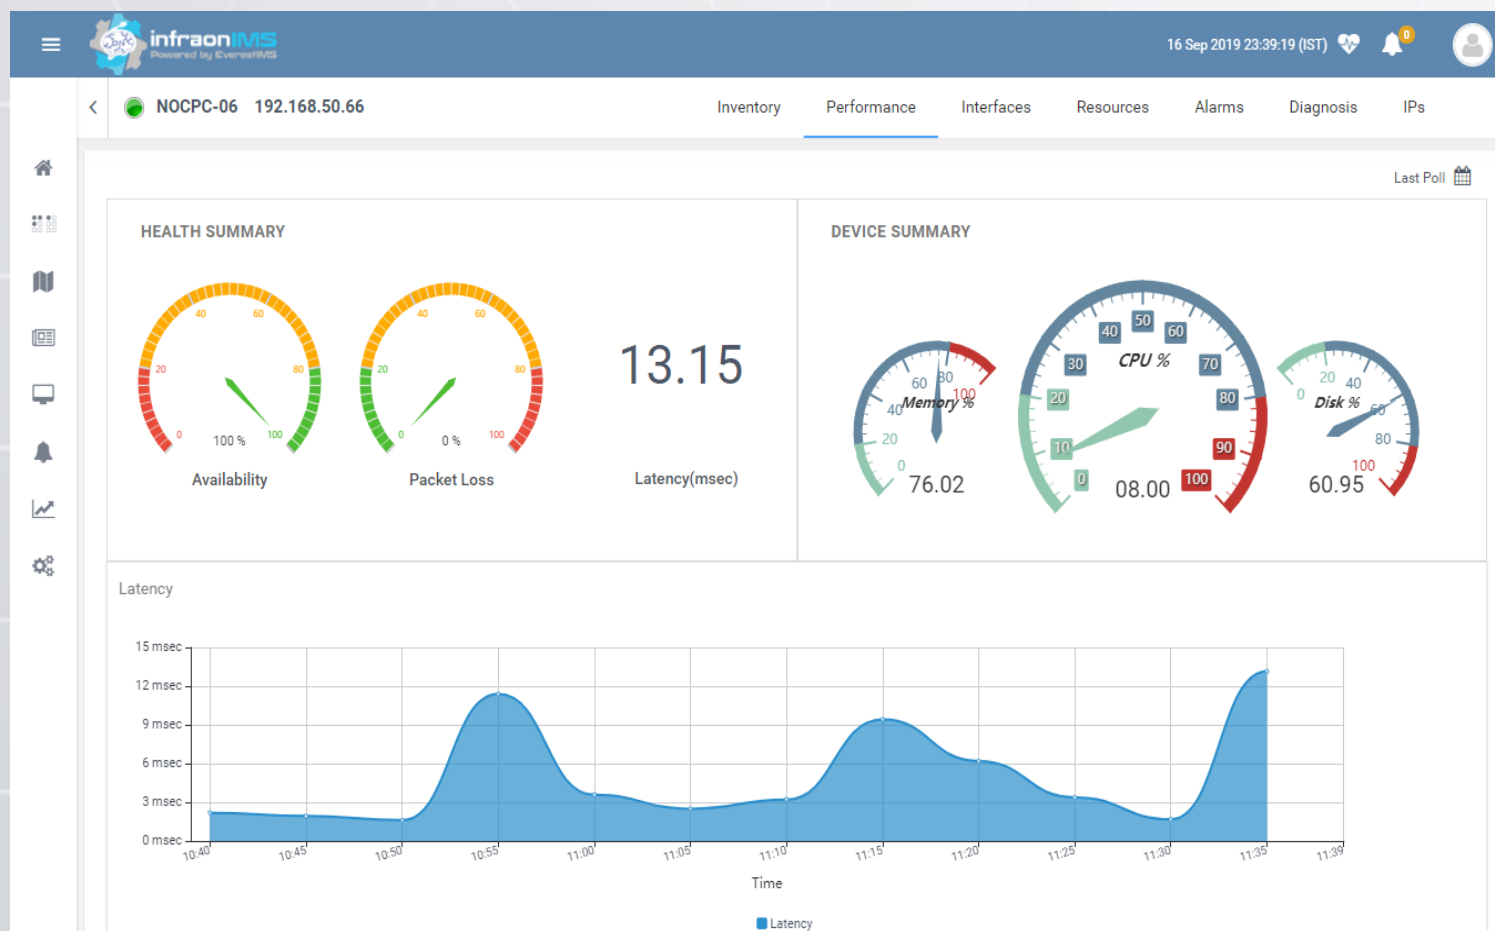 infraonIMS
Powered by EverestIMS
16 Sep 2019 23:39:19 (IST)
0
NOCPC-06 192.168.50.66
Inventory Performance Interfaces Resources Alarms Diagnosis IPs
Last Poll
HEALTH SUMMARY
0 20 40 60 80 100
100 %
Availability
0 20 40 60 80 100
0 %
Packet Loss
13.15
Latency(msec)
DEVICE SUMMARY
0 20 40 60 80 100
Memory %
76.02
0 10 20 30 40 50 60 70 80 90 100
CPU %
08.00
0 20 40 60 80 100
Disk %
60.95
Latency
15 msec
12 msec
9 msec
6 msec
3 msec
0 msec
10:40 10:45 10:50 10:55 11:00 11:05 11:10 11:15 11:20 11:25 11:30 11:35 11:39
Time
Latency